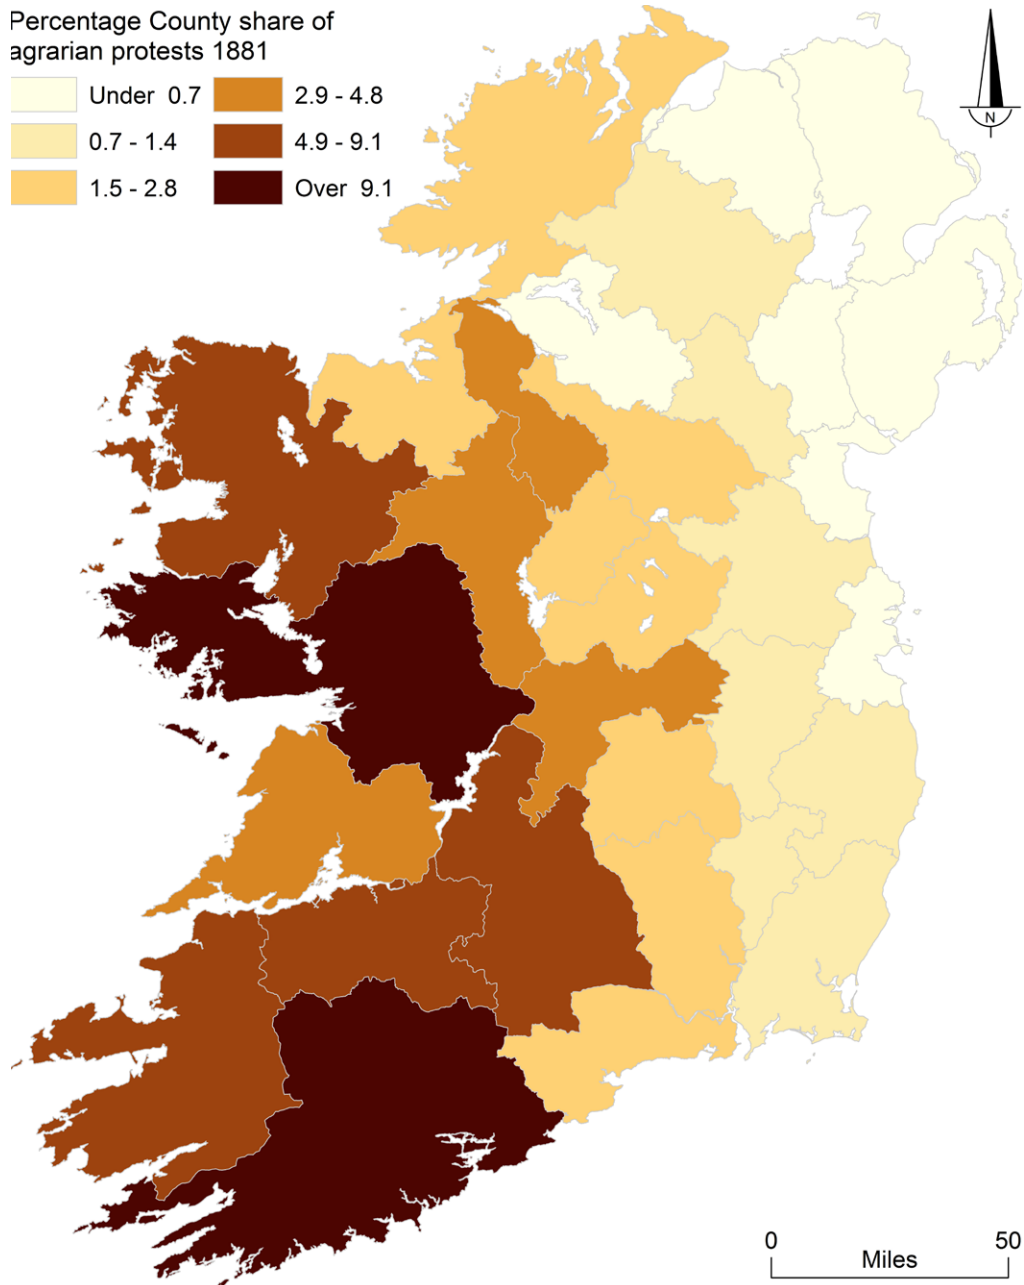 Percentage County share of
agrarian protests 1881
Under 0.7
0.7 - 1.4
1.5 - 2.8
2.9 - 4.8
4.9 - 9.1
Over 9.1
N
0 50
Miles